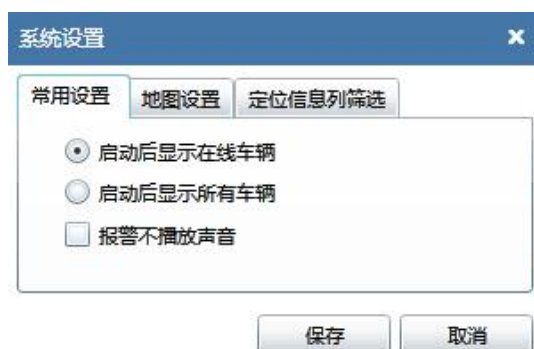 系统设置
常用设置 地图设置 定位信息列筛选
启动后显示在线车辆
启动后显示所有车辆
报警不播放声音
保存 取消